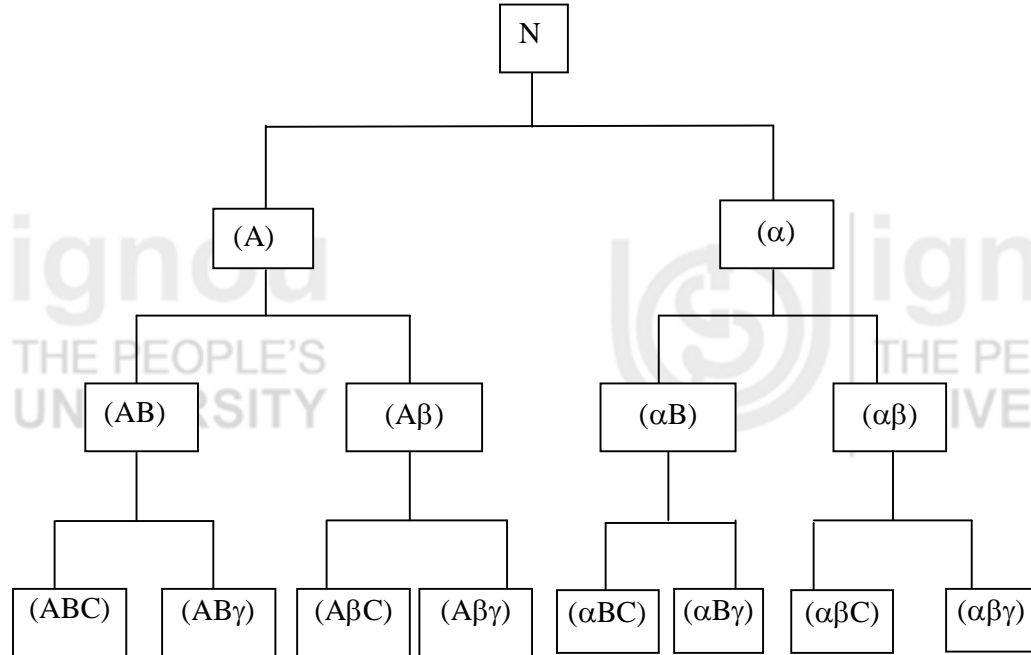 N
(A)
(α)
ignou
THE PEOPLE'S
UNIVERSITY
ign
THE PE
IVE
(AB)
(Aβ)
(αB)
(αβ)
(ABC)
(ABγ)
(AβC)
(Aβγ)
(αBC)
(αBγ)
(αβC)
(αβγ)